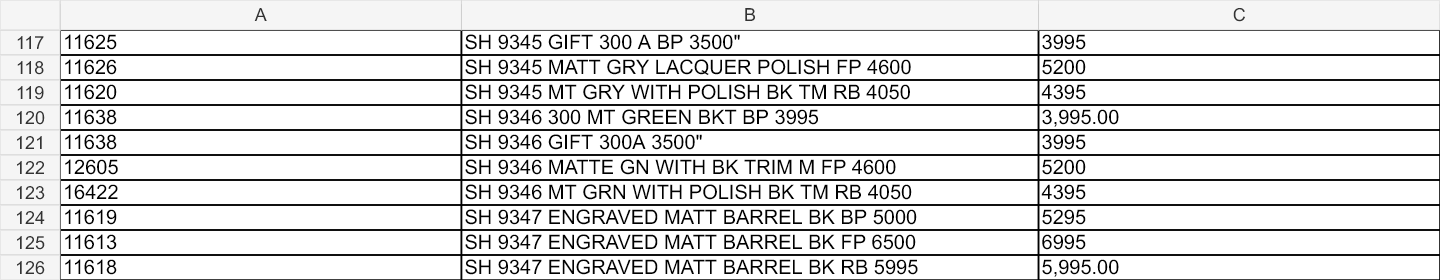 A B C
117 11625 SH 9345 GIFT 300 A BP 3500" 3995
118 11626 SH 9345 MATT GRY LACQUER POLISH FP 4600 5200
119 11620 SH 9345 MT GRY WITH POLISH BK TM RB 4050 4395
120 11638 SH 9346 300 MT GREEN BKT BP 3995 3,995.00
121 11638 SH 9346 GIFT 300A 3500" 3995
122 12605 SH 9346 MATTE GN WITH BK TRIM M FP 4600 5200
123 16422 SH 9346 MT GRN WITH POLISH BK TM RB 4050 4395
124 11619 SH 9347 ENGRAVED MATT BARREL BK BP 5000 5295
125 11613 SH 9347 ENGRAVED MATT BARREL BK FP 6500 6995
126 11618 SH 9347 ENGRAVED MATT BARREL BK RB 5995 5,995.00